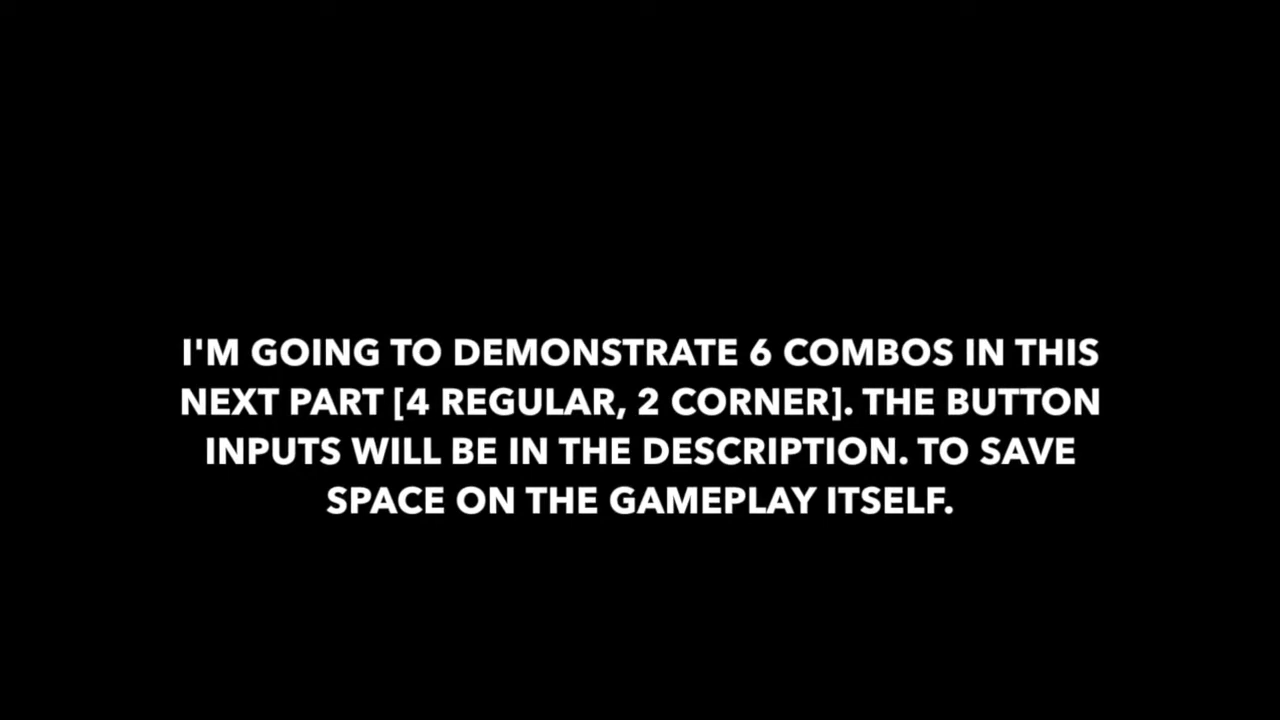 I'M GOING TO DEMONSTRATE 6 COMBOS IN THIS
NEXT PART [4 REGULAR, 2 CORNER]. THE BUTTON
INPUTS WILL BE IN THE DESCRIPTION. TO SAVE
SPACE ON THE GAMEPLAY ITSELF.